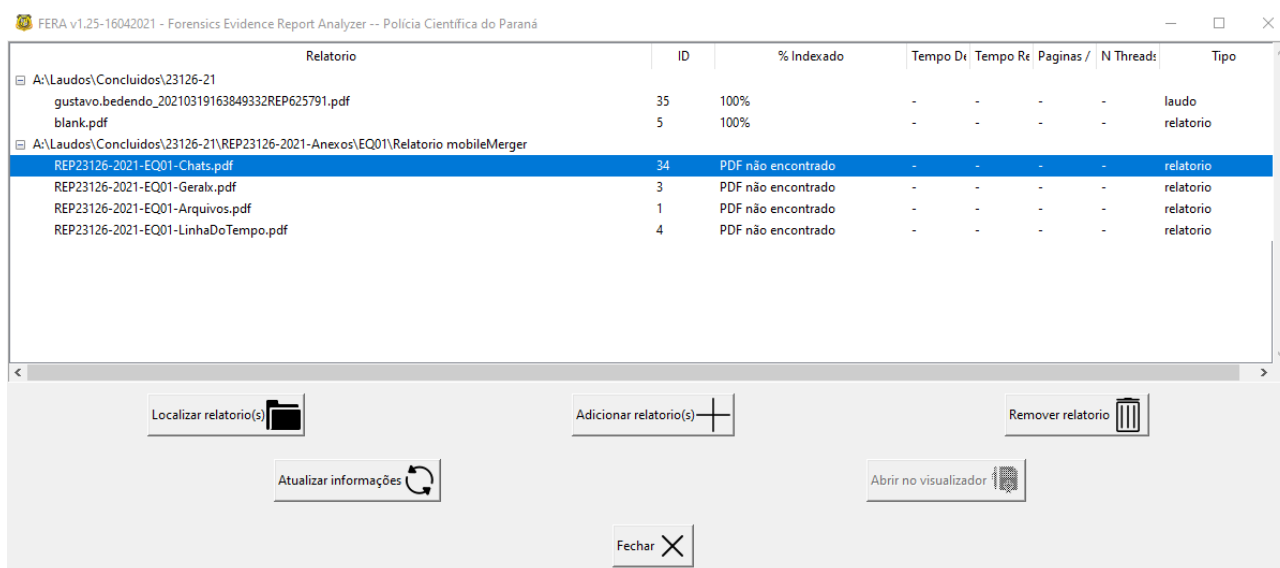 FERA v1.25-16042021 - Forensics Evidence Report Analyzer -- Polícia Científica do Paraná
Relatorio ID % Indexado Tempo De Tempo Re Paginas / N Threads Tipo
A:\Laudos\Concluidos\23126-21
gustavo.bedendo_20210319163849332REP625791.pdf 35 100% - - - - laudo
blank.pdf 5 100% - - - - relatorio
A:\Laudos\Concluidos\23126-21\REP23126-2021-Anexos\EQ01\Relatorio mobileMerger
REP23126-2021-EQ01-Chats.pdf 34 PDF não encontrado - - - - relatorio
REP23126-2021-EQ01-Geralx.pdf 3 PDF não encontrado - - - - relatorio
REP23126-2021-EQ01-Arquivos.pdf 1 PDF não encontrado - - - - relatorio
REP23126-2021-EQ01-LinhaDoTempo.pdf 4 PDF não encontrado - - - - relatorio
Localizar relatorio(s) Adicionar relatorio(s) Remover relatorio
Atualizar informações Abrir no visualizador
Fechar